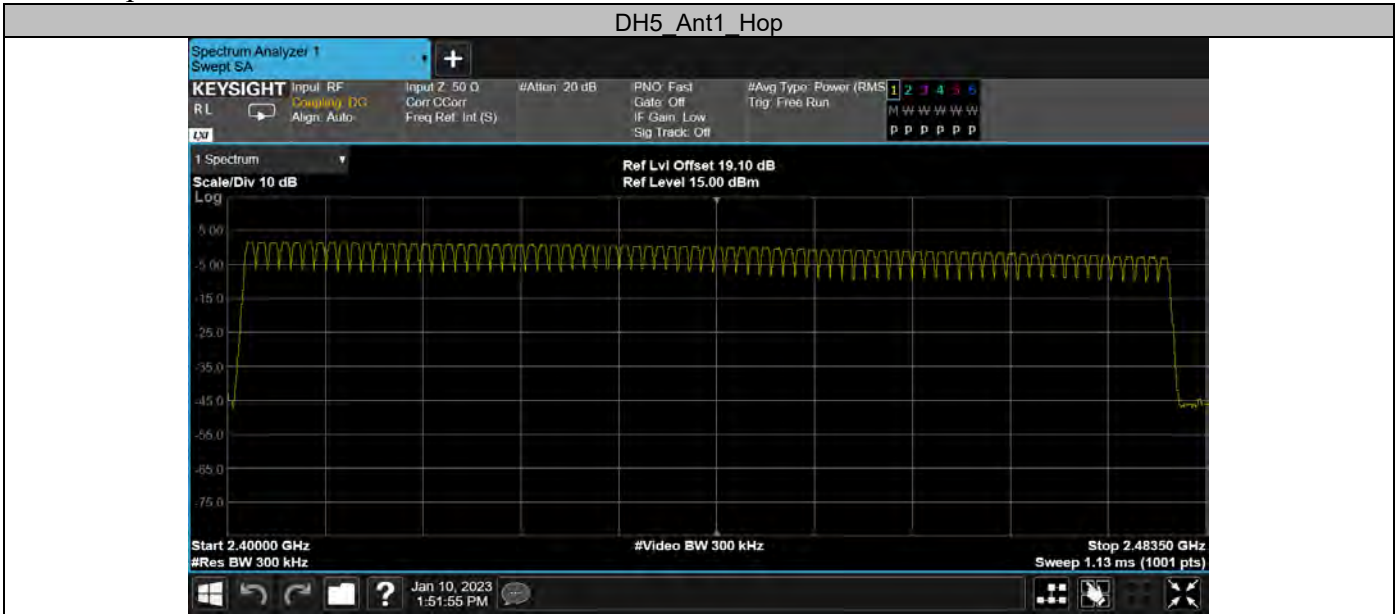 DH5_Ant1_Hop
Spectrum Analyzer 1
Swept SA
+
KEYSIGHT Input: RF Input Z: 50 Ω #Atten: 20 dB PNO: Fast #Avg Type: Power (RMS 1 2 3 4 5 6
RL Coupling: DC Corr CCorr Gate: Off Trig: Free Run M W W W W W
Align: Auto Freq Ref: Int (S) IF Gain: Low
LXI Sig Track: Off P P P P P P
1 Spectrum
Ref Lvl Offset 19.10 dB
Scale/Div 10 dB Ref Level 15.00 dBm
Log
5.00
-5.00
-15.0
-25.0
-35.0
-45.0
-55.0
-65.0
-75.0
Start 2.40000 GHz #Video BW 300 kHz Stop 2.48350 GHz
#Res BW 300 kHz Sweep 1.13 ms (1001 pts)
? Jan 10, 2023
1:51:55 PM